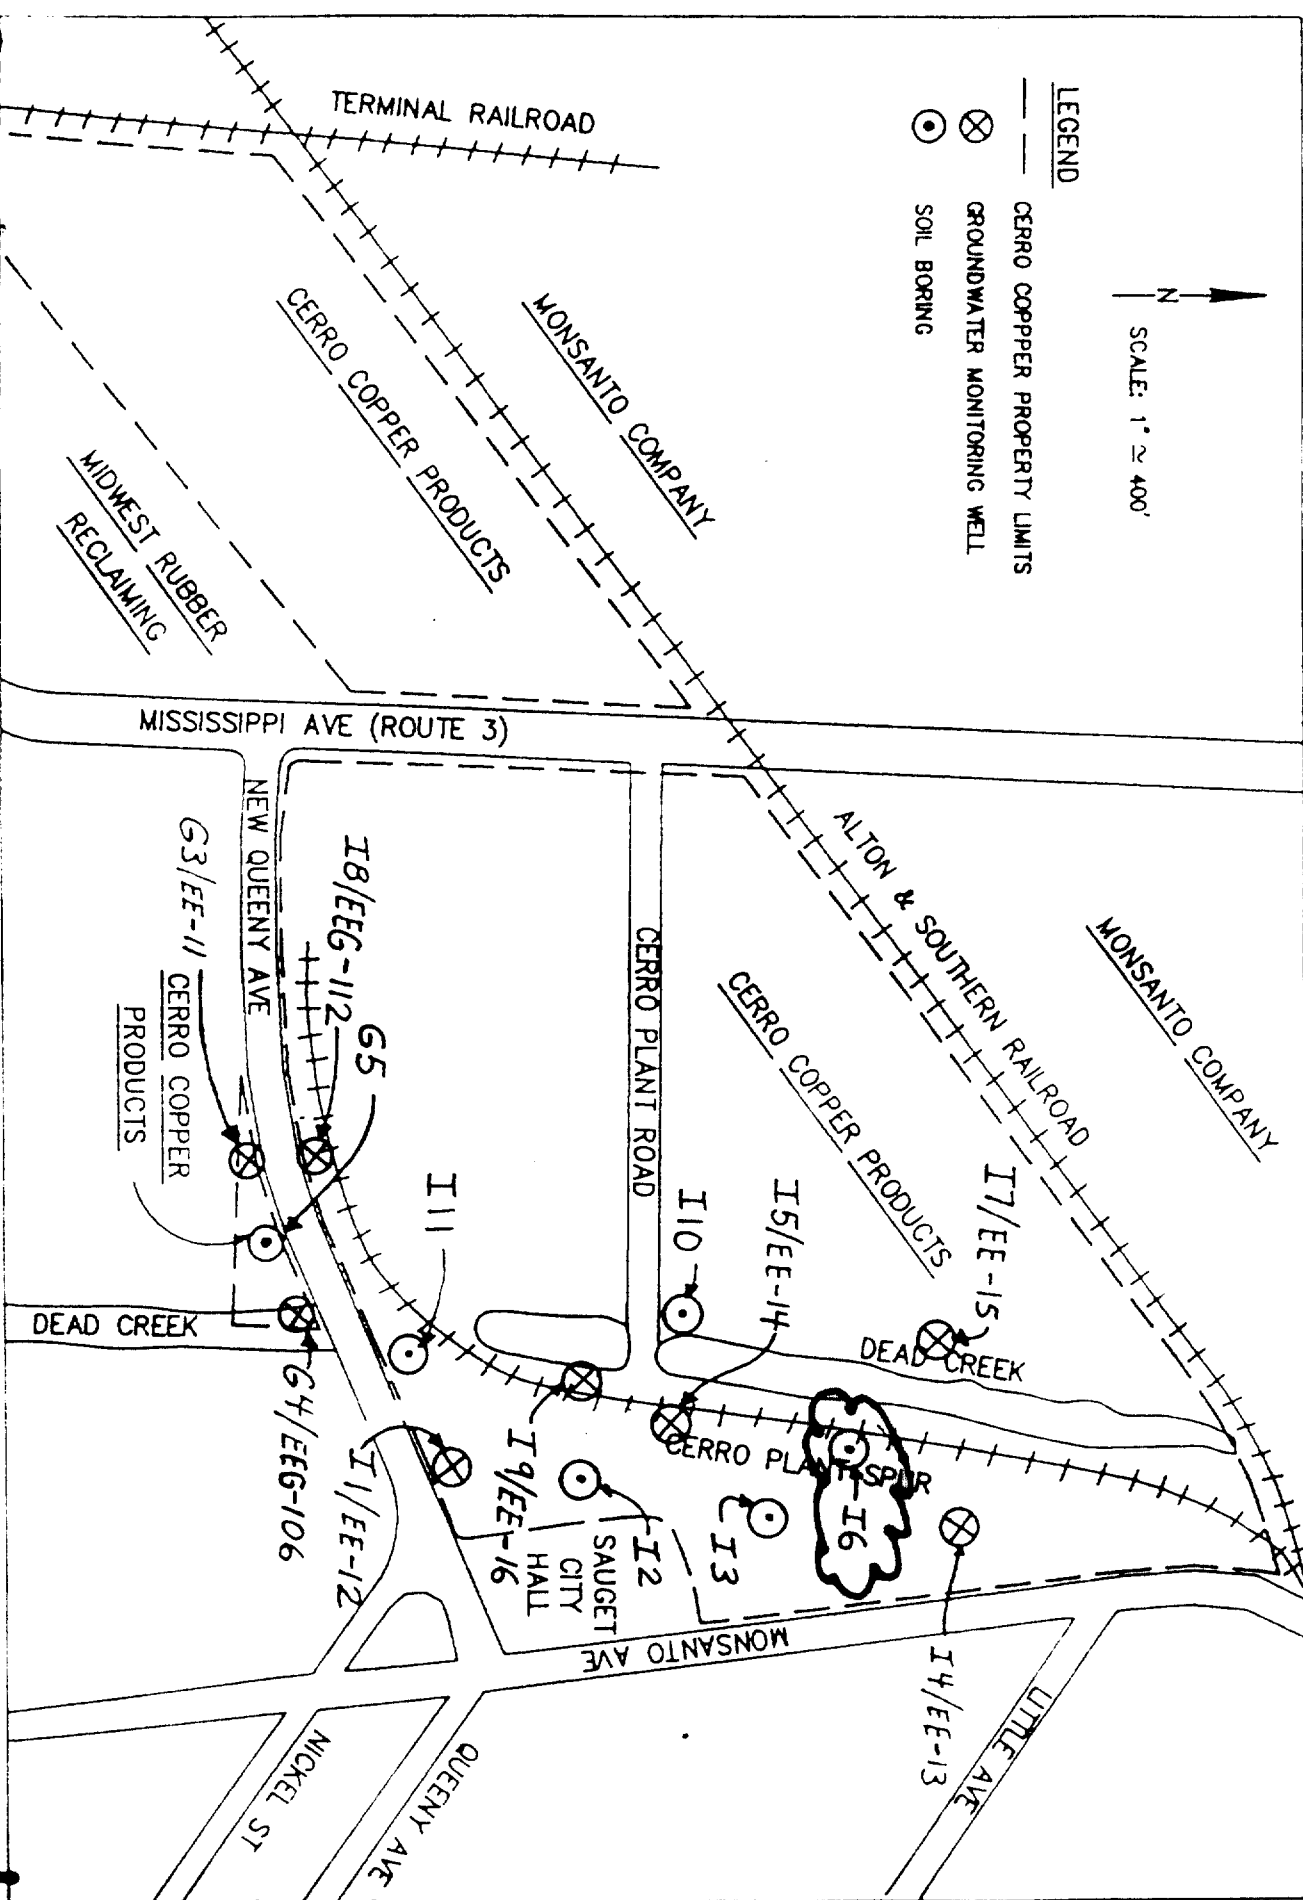 LEGEND
CERRO COPPPER PROPERTY LIMITS
GROUNDWATER MONITORING WELL
SOIL BORING
N
SCALE: 1" ≈ 400'
TERMINAL RAILROAD
MONSANTO COMPANY
CERRO COPPER PRODUCTS
MIDWEST RUBBER
RECLAIMING
MISSISSIPPI AVE (ROUTE 3)
NEW QUEENY AVE
CERRO PLANT ROAD
ALTON & SOUTHERN RAILROAD
MONSANTO COMPANY
CERRO COPPER PRODUCTS
I8/EEG-112
G3/EE-11
G5
CERRO COPPER
PRODUCTS
I11
I10
I5/EE-14
I7/EE-15
DEAD CREEK
DEAD CREEK
CERRO PLANT SPUR
G4/EEG-106
I1/EE-12
I9/EE-16
I2
I3
I6
I4/EE-13
SAUGET
CITY
HALL
MONSANTO AVE
LITTLE AVE
QUEENY AVE
NICKEL ST